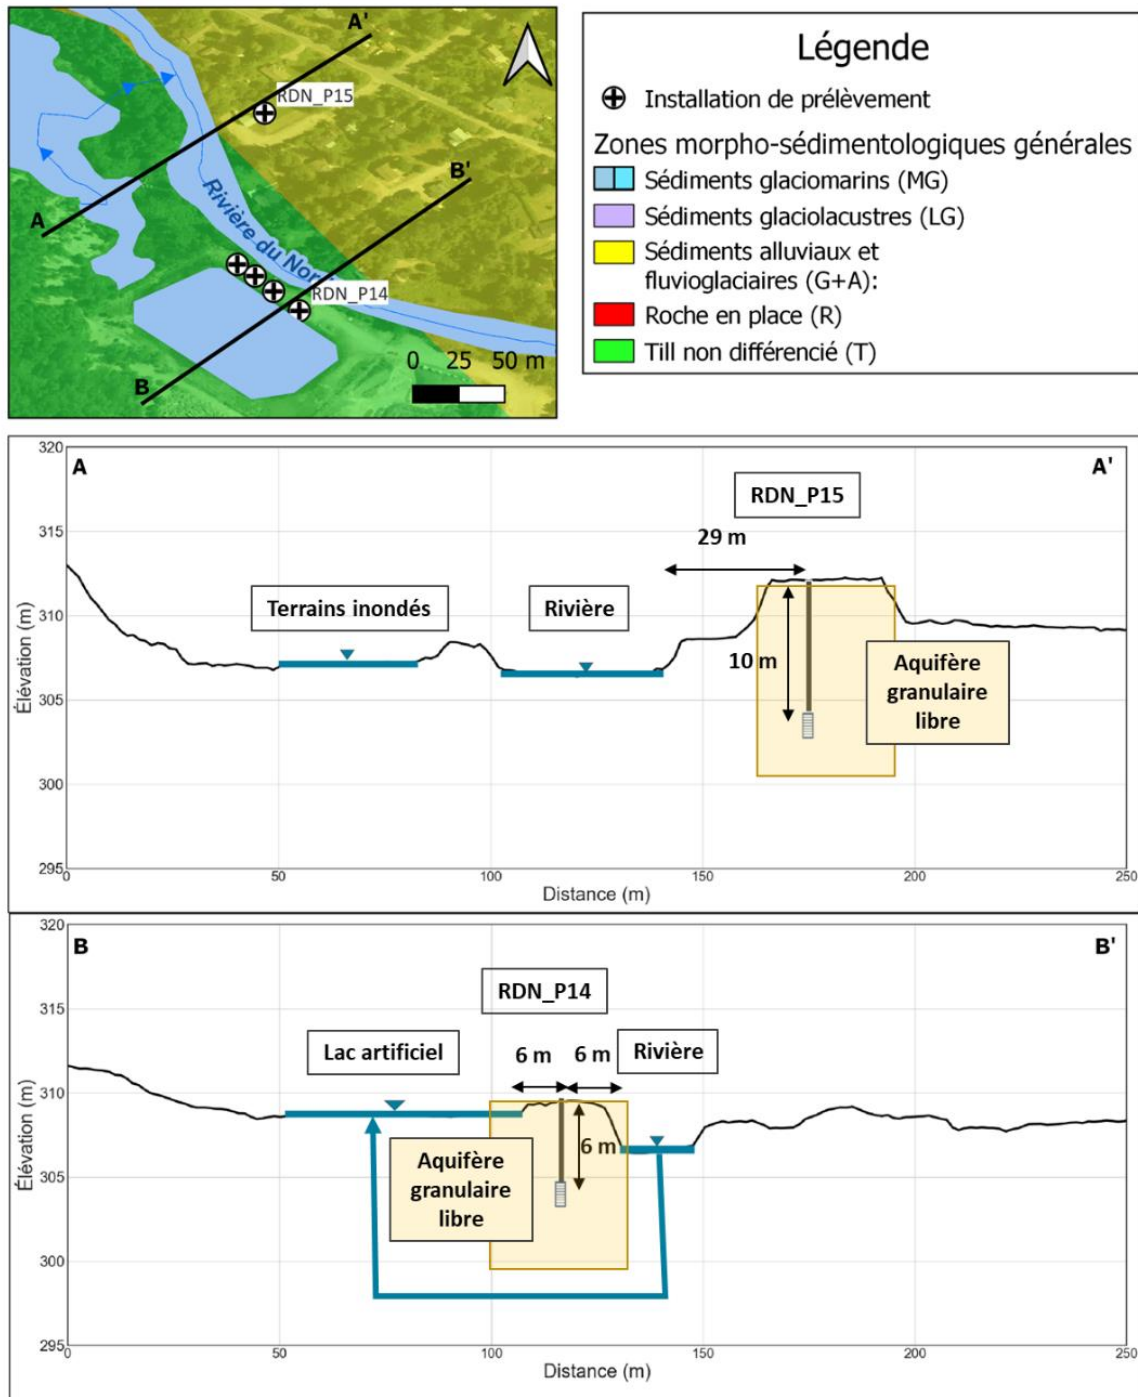 A'
RDN_P15
B'
A
Rivière du Nord
RDN_P14
B
0 25 50 m
Légende
Installation de prélèvement
Zones morpho-sédimentologiques générales
Sédiments glaciomarins (MG)
Sédiments glaciolacustres (LG)
Sédiments alluviaux et
fluvioglaciaires (G+A):
Roche en place (R)
Till non différencié (T)
A
A'
RDN_P15
29 m
Terrains inondés
Rivière
10 m
Aquifère
granulaire
libre
Élévation (m)
320
315
310
305
300
295
0 50 100 150 200 250
Distance (m)
B
B'
RDN_P14
Lac artificiel
6 m
6 m
Rivière
6 m
Aquifère
granulaire
libre
Élévation (m)
320
315
310
305
300
295
0 50 100 150 200 250
Distance (m)